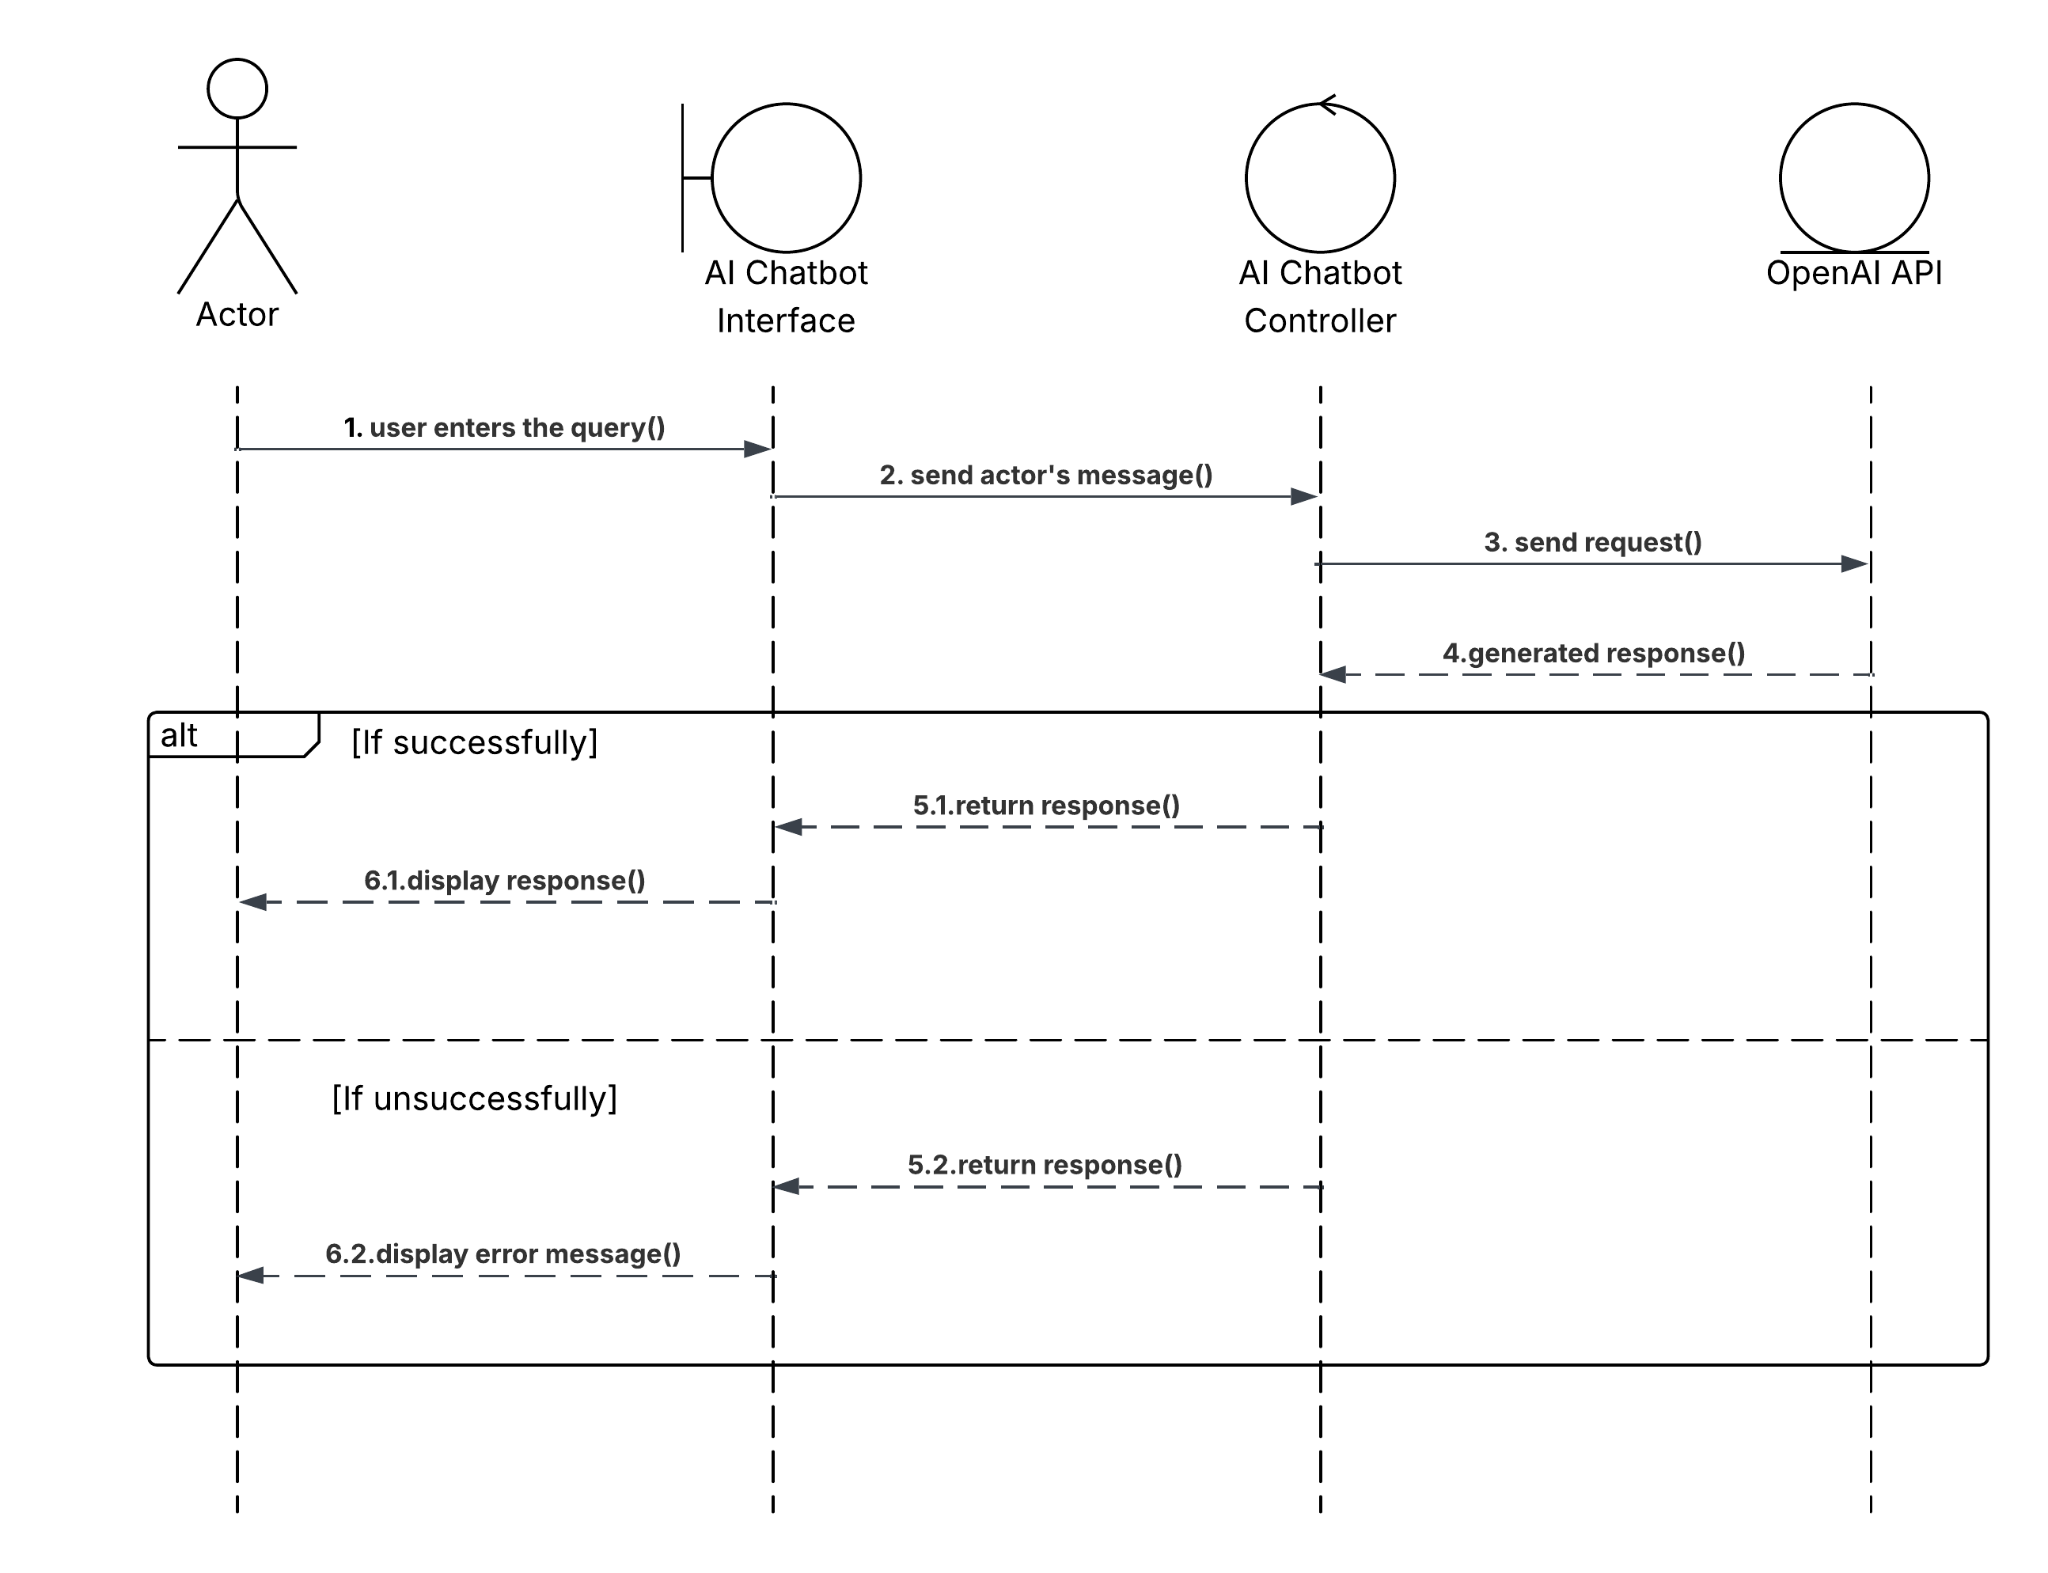 Actor
AI Chatbot
Interface
AI Chatbot
Controller
OpenAI API
1. user enters the query()
2. send actor's message()
3. send request()
4.generated response()
alt
[If successfully]
5.1.return response()
6.1.display response()
[If unsuccessfully]
5.2.return response()
6.2.display error message()